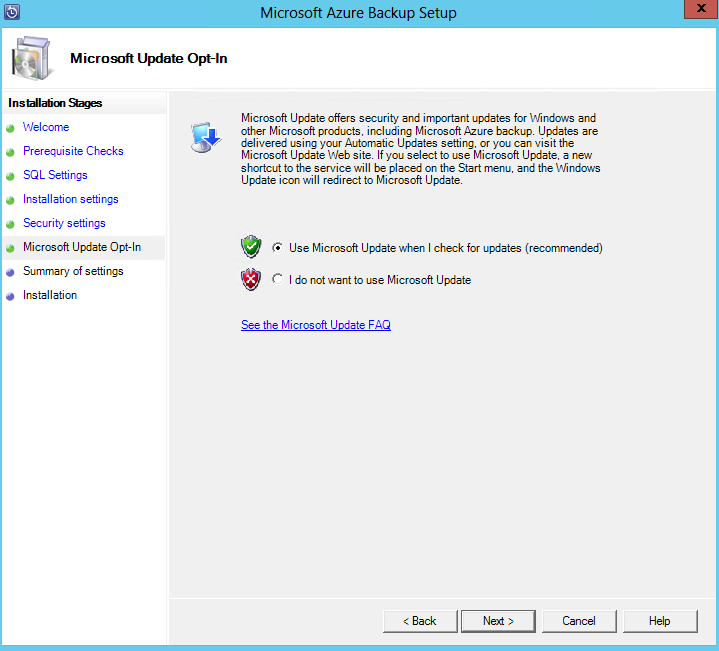 Microsoft Azure Backup Setup
X
Microsoft Update Opt-In
Installation Stages
Welcome
Prerequisite Checks
SQL Settings
Installation settings
Security settings
Microsoft Update Opt-In
Summary of settings
Installation
Microsoft Update offers security and important updates for Windows and
other Microsoft products, including Microsoft Azure backup. Updates are
delivered using your Automatic Updates setting, or you can visit the
Microsoft Update Web site. If you select to use Microsoft Update, a new
shortcut to the service will be placed on the Start menu, and the Windows
Update icon will redirect to Microsoft Update.
Use Microsoft Update when I check for updates (recommended)
I do not want to use Microsoft Update
See the Microsoft Update FAQ
< Back
Next >
Cancel
Help